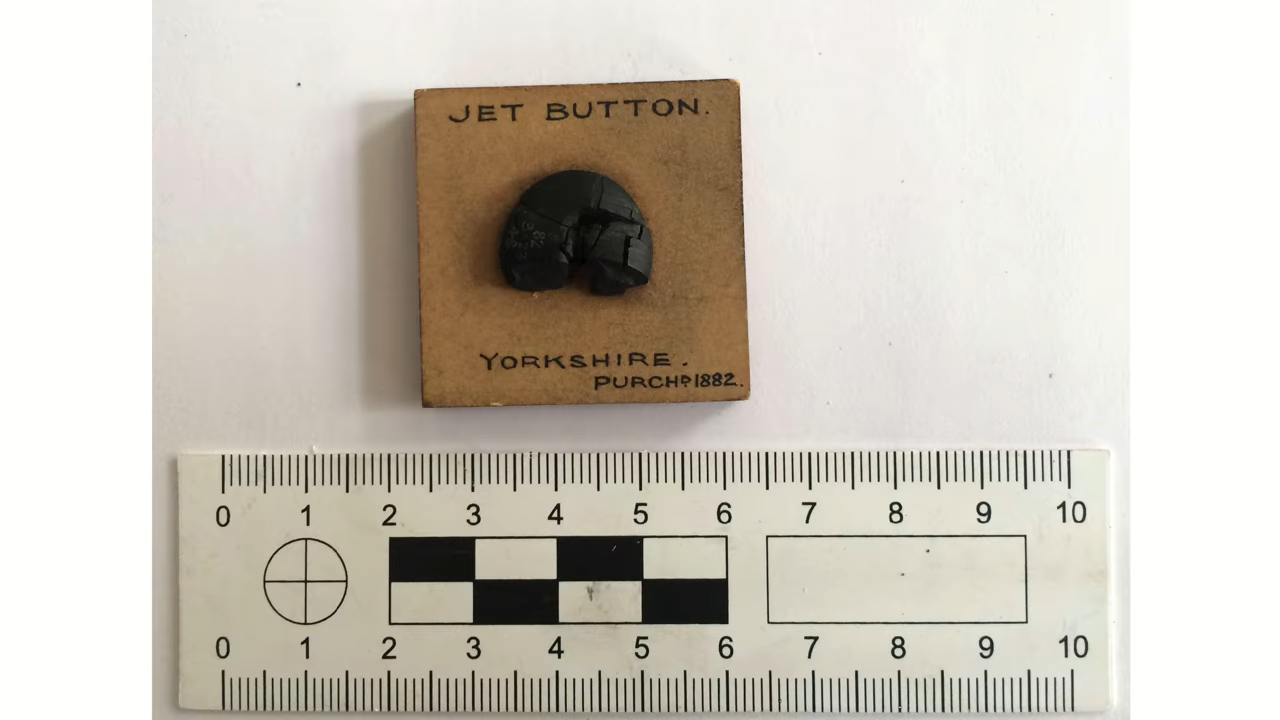 JET BUTTON.
YORKSHIRE.
PURCHD 1882.
0 1 2 3 4 5 6 7 8 9 10
0 1 2 3 4 5 6 7 8 9 10